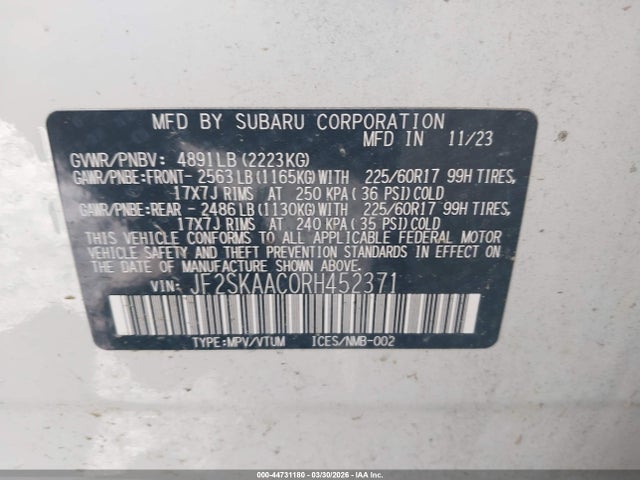 MFD BY SUBARU CORPORATION
MFD IN 11/23
GVWR/PNBV: 4891LB (2223KG)
GAWR/PNBE:FRONT- 2563 LB (1165KG) WITH 225/60R17 99H TIRES,
17X7J RIMS AT 250 KPA ( 36 PSI) COLD
GAWR/PNBE:REAR - 2486 LB (1130KG) WITH 225/60R17 99H TIRES,
17X7J RIMS AT 240 KPA ( 35 PSI) COLD
THIS VEHICLE CONFORMS TO ALL APPLICABLE FEDERAL MOTOR
VEHICLE SAFETY AND THEFT PREVENTION STANDARDS IN EFFECT ON
THE DATE OF MANUFACTURE SHOWN ABOVE.
VIN: JF2SKAAC0RH452371
TYPE:MPV/VTUM ICES/NMB-002
000-44731180 | 03/30/2026 | IAA Inc.